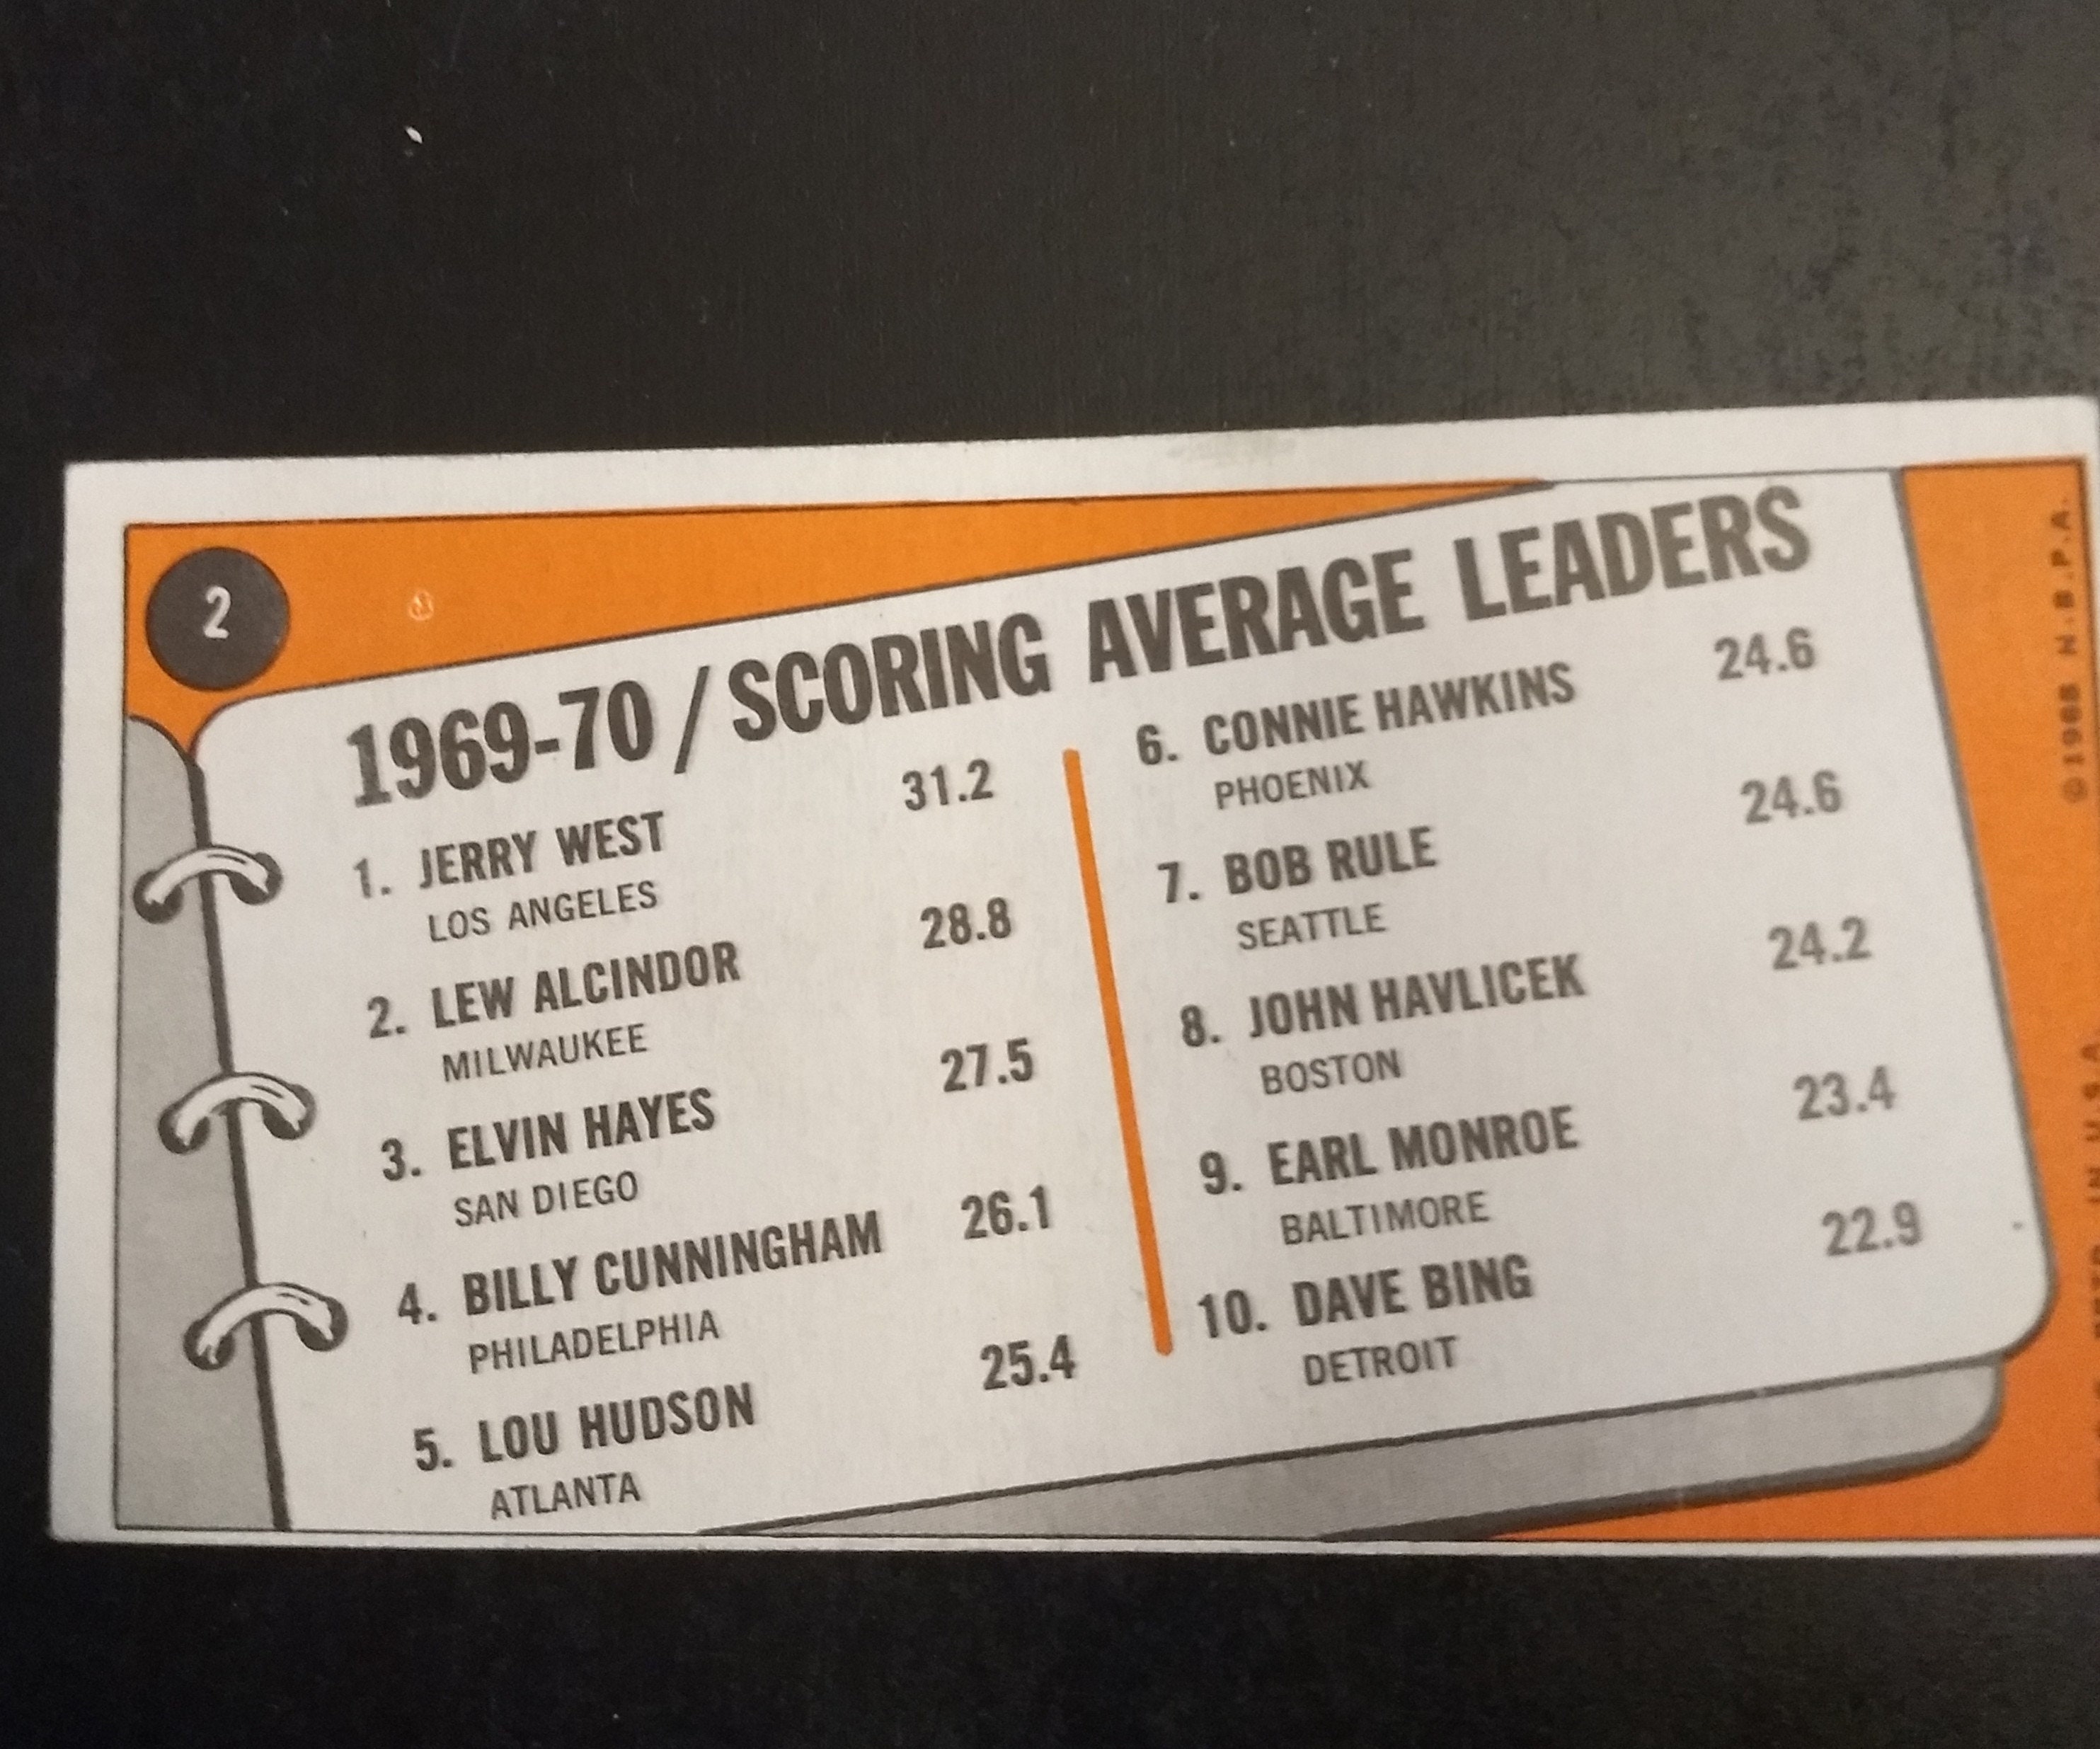 2
1969-70 / SCORING AVERAGE LEADERS
1. JERRY WEST 31.2
LOS ANGELES
2. LEW ALCINDOR 28.8
MILWAUKEE
3. ELVIN HAYES 27.5
SAN DIEGO
4. BILLY CUNNINGHAM 26.1
PHILADELPHIA
5. LOU HUDSON 25.4
ATLANTA
6. CONNIE HAWKINS 24.6
PHOENIX
7. BOB RULE 24.6
SEATTLE
8. JOHN HAVLICEK 24.2
BOSTON
9. EARL MONROE 23.4
BALTIMORE
10. DAVE BING 22.9
DETROIT
N.B.P.A.
IN U.S.A.